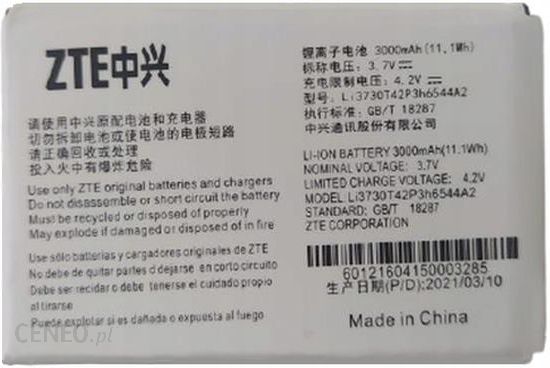 ZTE中兴
请使用中兴原配电池和充电器
切勿拆卸电池或使电池的电极短路
请正确回收或处理
投入火中有爆炸危险
Use only ZTE original batteries and chargers
Do not disassemble or short circuit the battery
Must be recycled or disposed of properly
May explode if damaged or disposed of in fire
Use sólo baterías y cargadores originales de ZTE
No debe de quitar partes o dejarse en corto circuito
Debe ser recidar o debe tenerse el cuidado apropiado
al tirarse
Puede explotar si es dañada o expuesta al fuego
锂离子电池 3000mAh(11.1Wh)
标称电压: 3.7V⎓
充电限制电压: 4.2V⎓
型号: Li3730T42P3h6544A2
执行标准: GB/T 18287
中兴通讯股份有限公司
LI-ION BATTERY 3000mAh(11.1Wh)
NOMINAL VOLTAGE: 3.7V
LIMITED CHARGE VOLTAGE: 4.2V
MODEL: Li3730T42P3h6544A2
STANDARD: GB/T 18287
ZTE CORPORATION
60121604150003285
生产日期(P/D):2021/03/10
Made in China
CENEO.pl